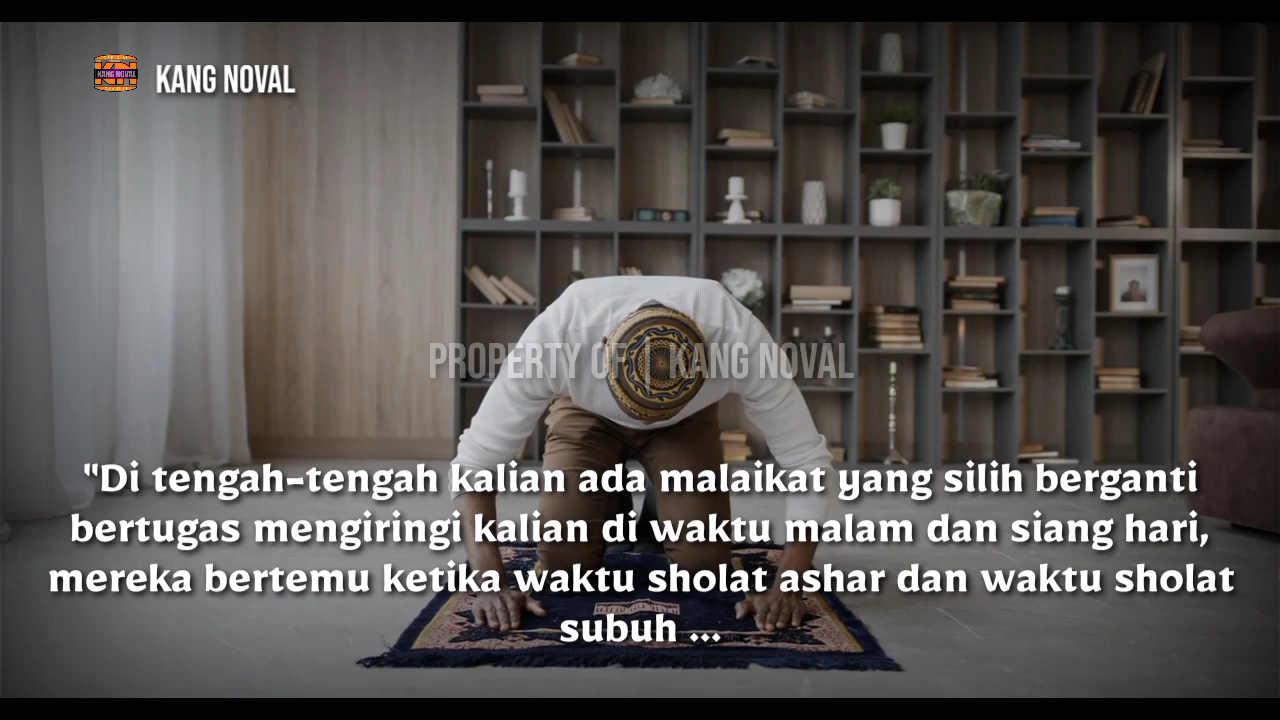 KANG NOVAL
KANG NOVAL
PROPERTY OF | KANG NOVAL
"Di tengah-tengah kalian ada malaikat yang silih berganti
bertugas mengiringi kalian di waktu malam dan siang hari,
mereka bertemu ketika waktu sholat ashar dan waktu sholat
subuh ...